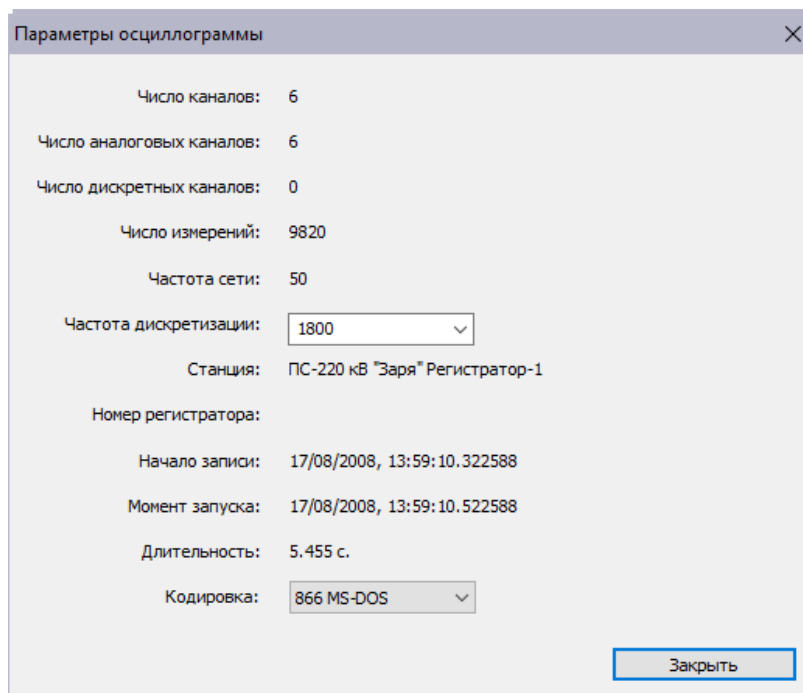 Параметры осциллограммы
Число каналов: 6
Число аналоговых каналов: 6
Число дискретных каналов: 0
Число измерений: 9820
Частота сети: 50
Частота дискретизации: 1800
Станция: ПС-220 кВ "Заря" Регистратор-1
Номер регистратора:
Начало записи: 17/08/2008, 13:59:10.322588
Момент запуска: 17/08/2008, 13:59:10.522588
Длительность: 5.455 с.
Кодировка: 866 MS-DOS
Закрыть